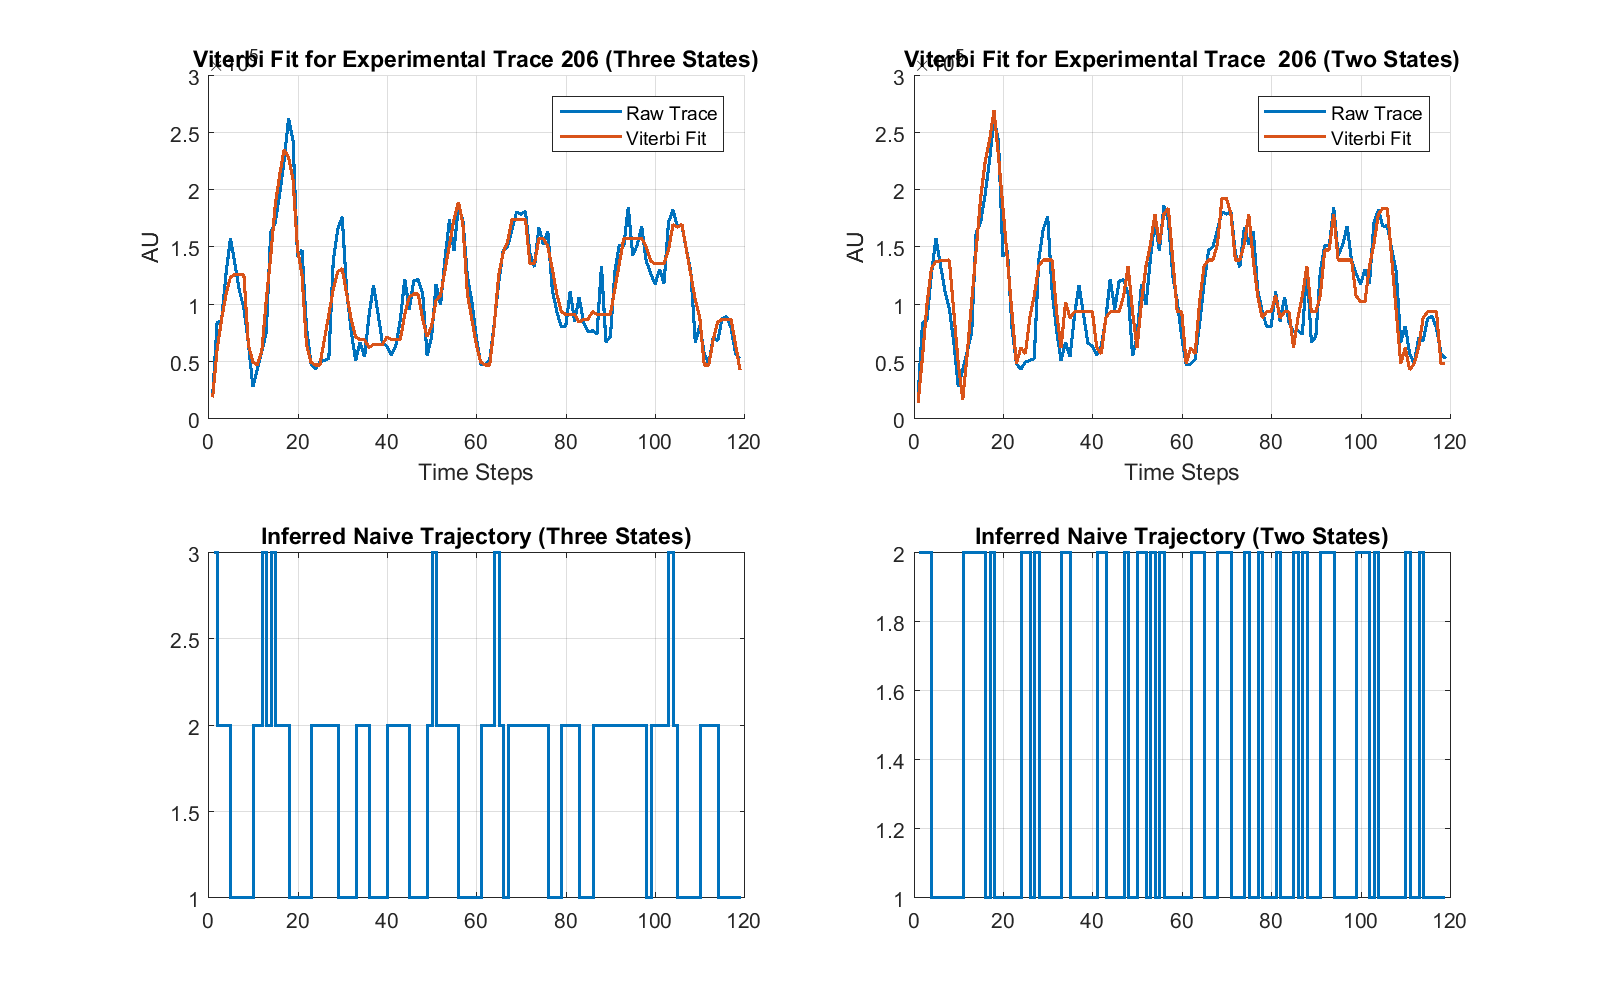 Viterbi Fit for Experimental Trace 206 (Three States)
×10^5
3
2.5
2
1.5
1
0.5
0
AU
Raw Trace
Viterbi Fit
0 20 40 60 80 100 120
Time Steps
Viterbi Fit for Experimental Trace  206 (Two States)
×10^5
3
2.5
2
1.5
1
0.5
0
AU
Raw Trace
Viterbi Fit
0 20 40 60 80 100 120
Time Steps
Inferred Naive Trajectory (Three States)
3
2.5
2
1.5
1
0 20 40 60 80 100 120
Inferred Naive Trajectory (Two States)
2
1.8
1.6
1.4
1.2
1
0 20 40 60 80 100 120